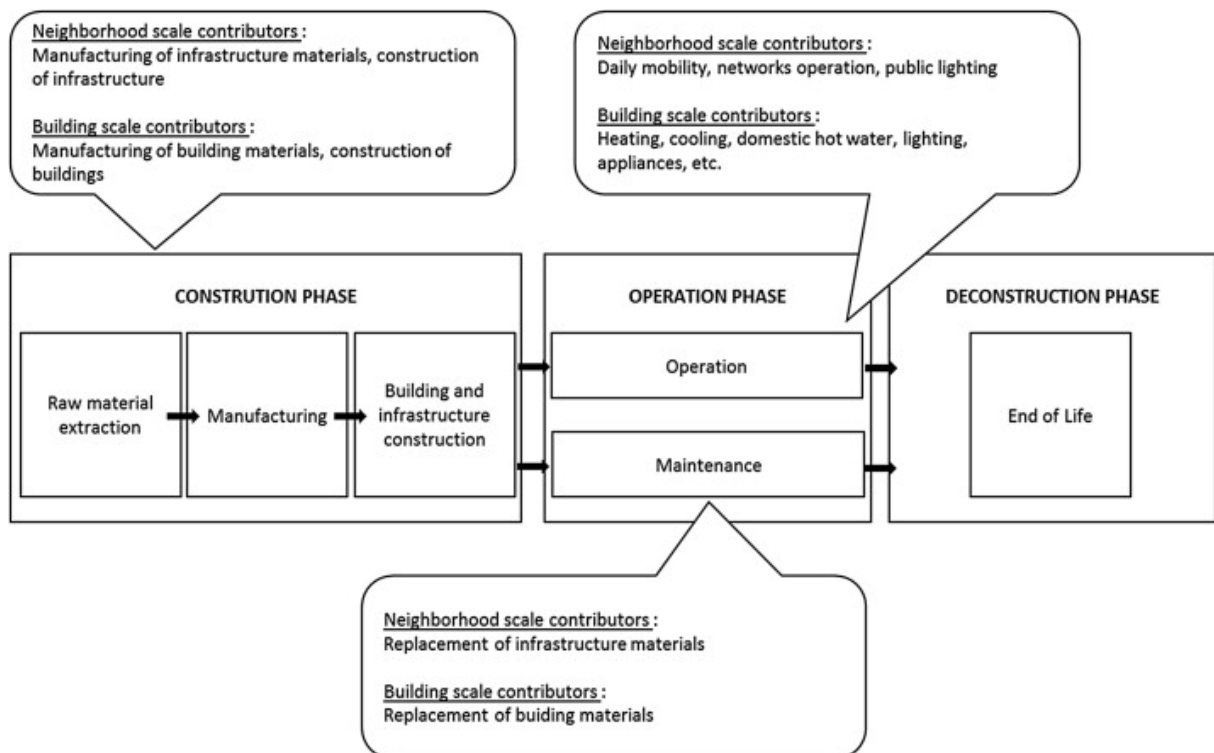 Neighborhood scale contributors :
Manufacturing of infrastructure materials, construction
of infrastructure
Building scale contributors :
Manufacturing of building materials, construction of
buildings
Neighborhood scale contributors :
Daily mobility, networks operation, public lighting
Building scale contributors :
Heating, cooling, domestic hot water, lighting,
appliances, etc.
CONSTRUTION PHASE
Raw material
extraction
Manufacturing
Building and
infrastructure
construction
OPERATION PHASE
Operation
Maintenance
DECONSTRUCTION PHASE
End of Life
Neighborhood scale contributors :
Replacement of infrastructure materials
Building scale contributors :
Replacement of buiding materials